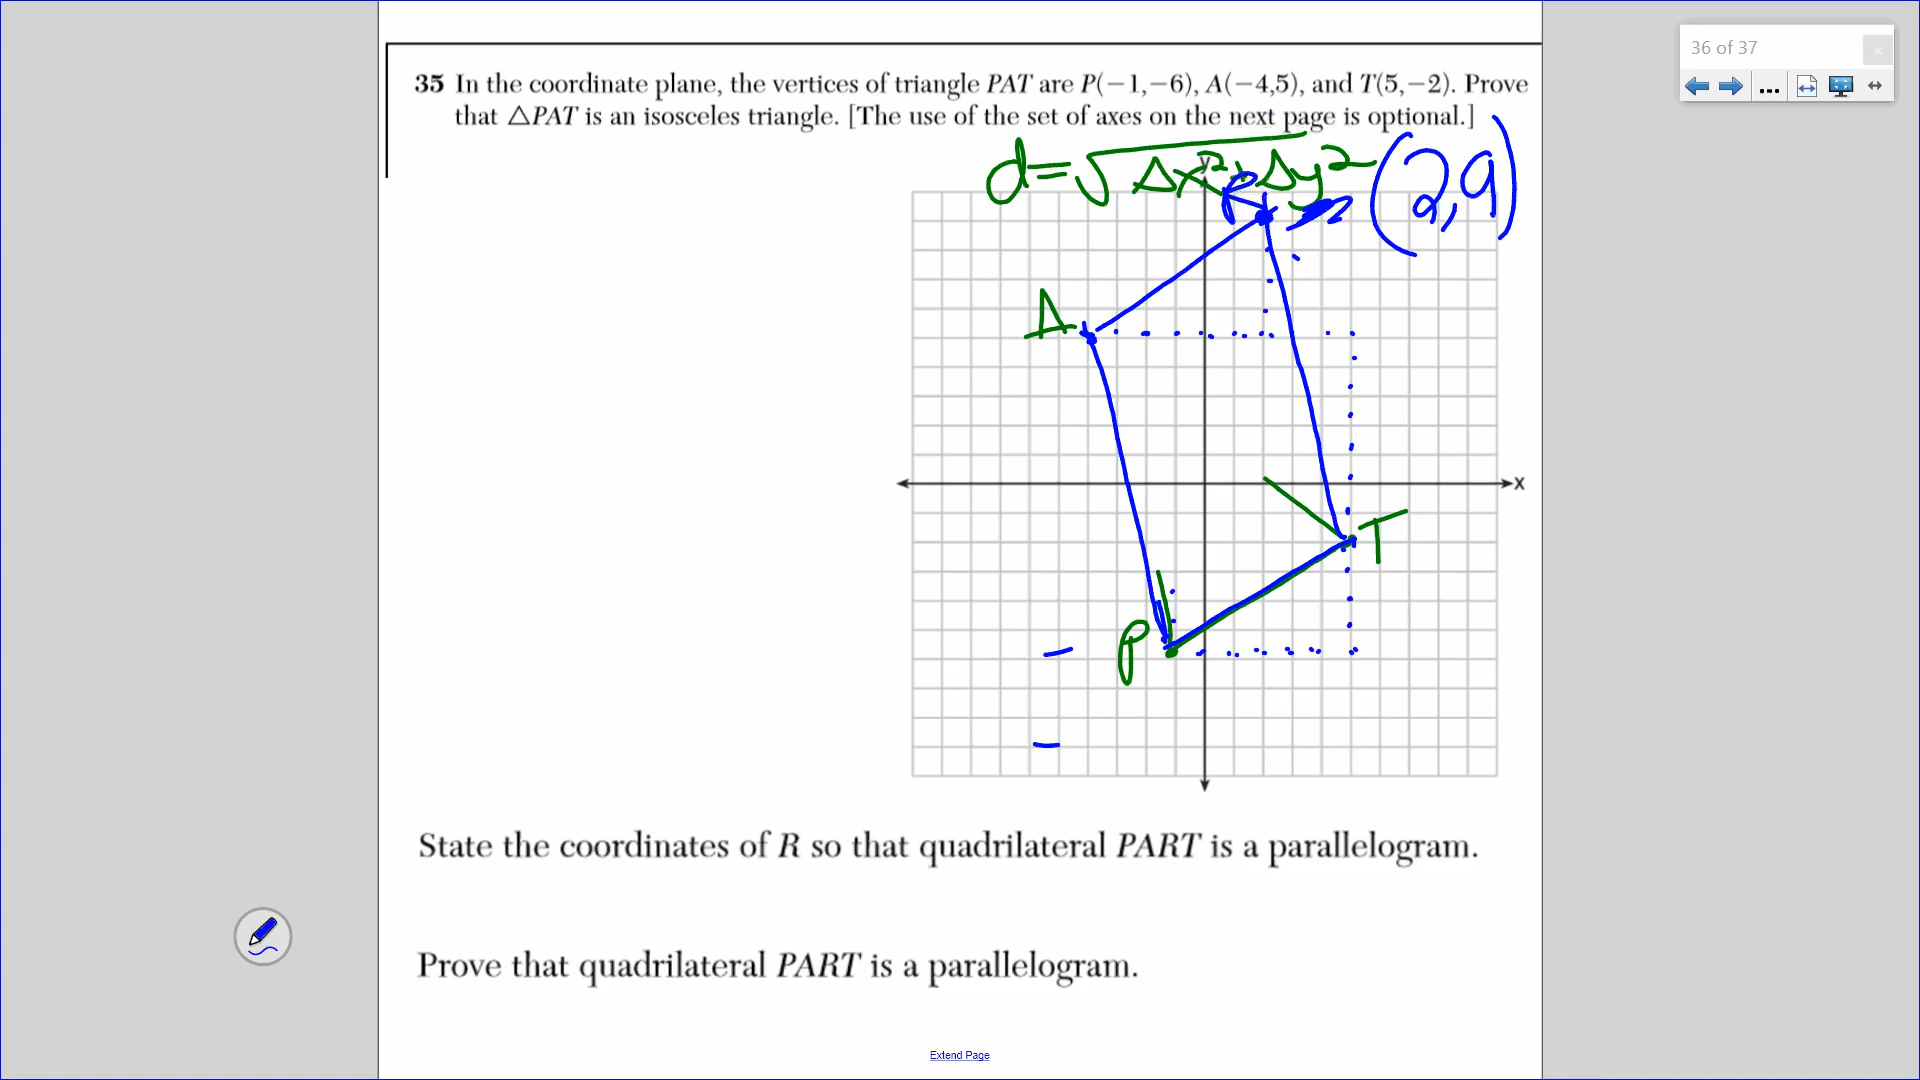 36 of 37
35 In the coordinate plane, the vertices of triangle PAT are P(−1,−6), A(−4,5), and T(5,−2). Prove
that △PAT is an isosceles triangle. [The use of the set of axes on the next page is optional.]
d=√Δx²+Δy²
(2,9)
y
R
A
x
T
P
State the coordinates of R so that quadrilateral PART is a parallelogram.
Prove that quadrilateral PART is a parallelogram.
Extend Page